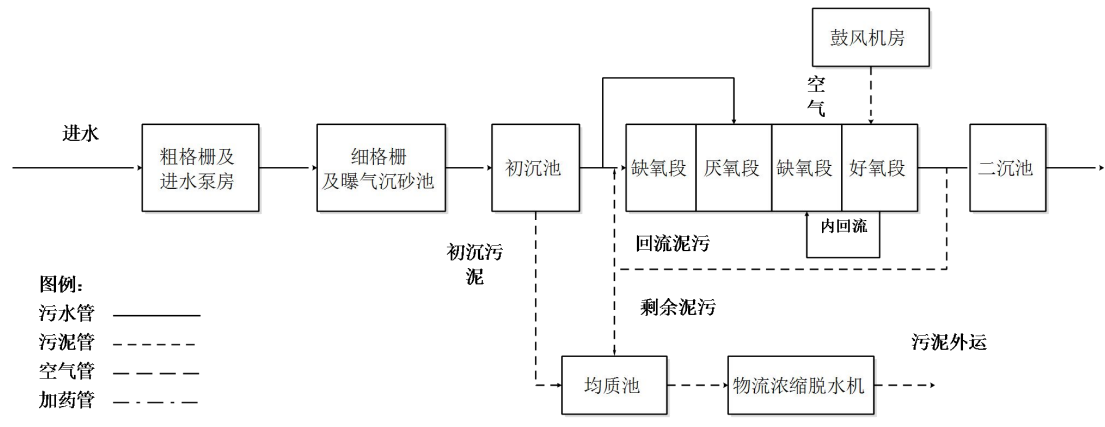 鼓风机房
空
气
进水
粗格栅及
进水泵房
细格栅
及曝气沉砂池
初沉池
缺氧段
厌氧段
缺氧段
好氧段
二沉池
内回流
初沉污
泥
回流泥污
剩余泥污
图例：
污水管
污泥管
空气管
加药管
均质池
物流浓缩脱水机
污泥外运